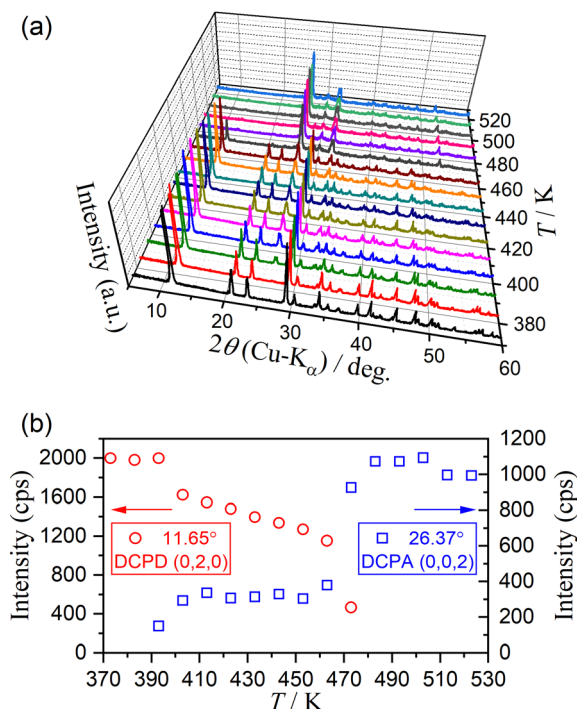 (a)
Intensity (a.u.)
10 20 30 40 50 60
2θ (Cu-Kα) / deg.
380 400 420 440 460 480 500 520
T / K
(b)
2000 1600 1200 800 400 0
Intensity (cps)
11.65°
DCPD (0,2,0)
26.37°
DCPA (0,0,2)
1200 1000 800 600 400 200 0
Intensity (cps)
370 390 410 430 450 470 490 510 530
T / K